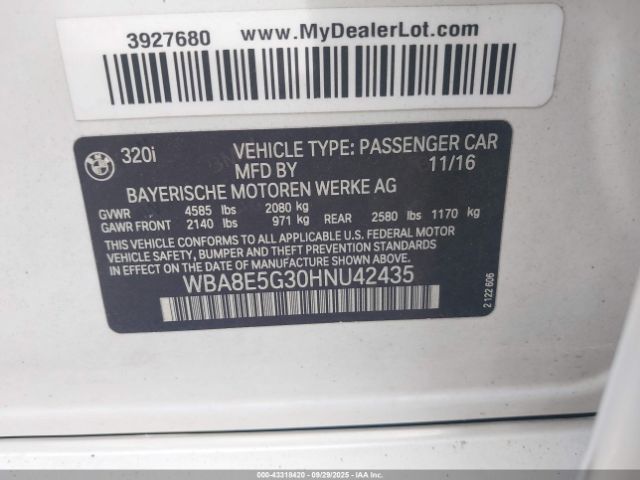 3927680 www.MyDealerLot.com
320i VEHICLE TYPE: PASSENGER CAR
MFD BY 11/16
BAYERISCHE MOTOREN WERKE AG
GVWR 4585 lbs 2080 kg
GAWR FRONT 2140 lbs 971 kg REAR 2580 lbs 1170 kg
THIS VEHICLE CONFORMS TO ALL APPLICABLE U.S. FEDERAL MOTOR
VEHICLE SAFETY, BUMPER AND THEFT PREVENTION STANDARDS
IN EFFECT ON THE DATE OF MANUFACTURE SHOWN ABOVE.
WBA8E5G30HNU42435
2 122 606
000-43318420 - 09/29/2025 - IAAI